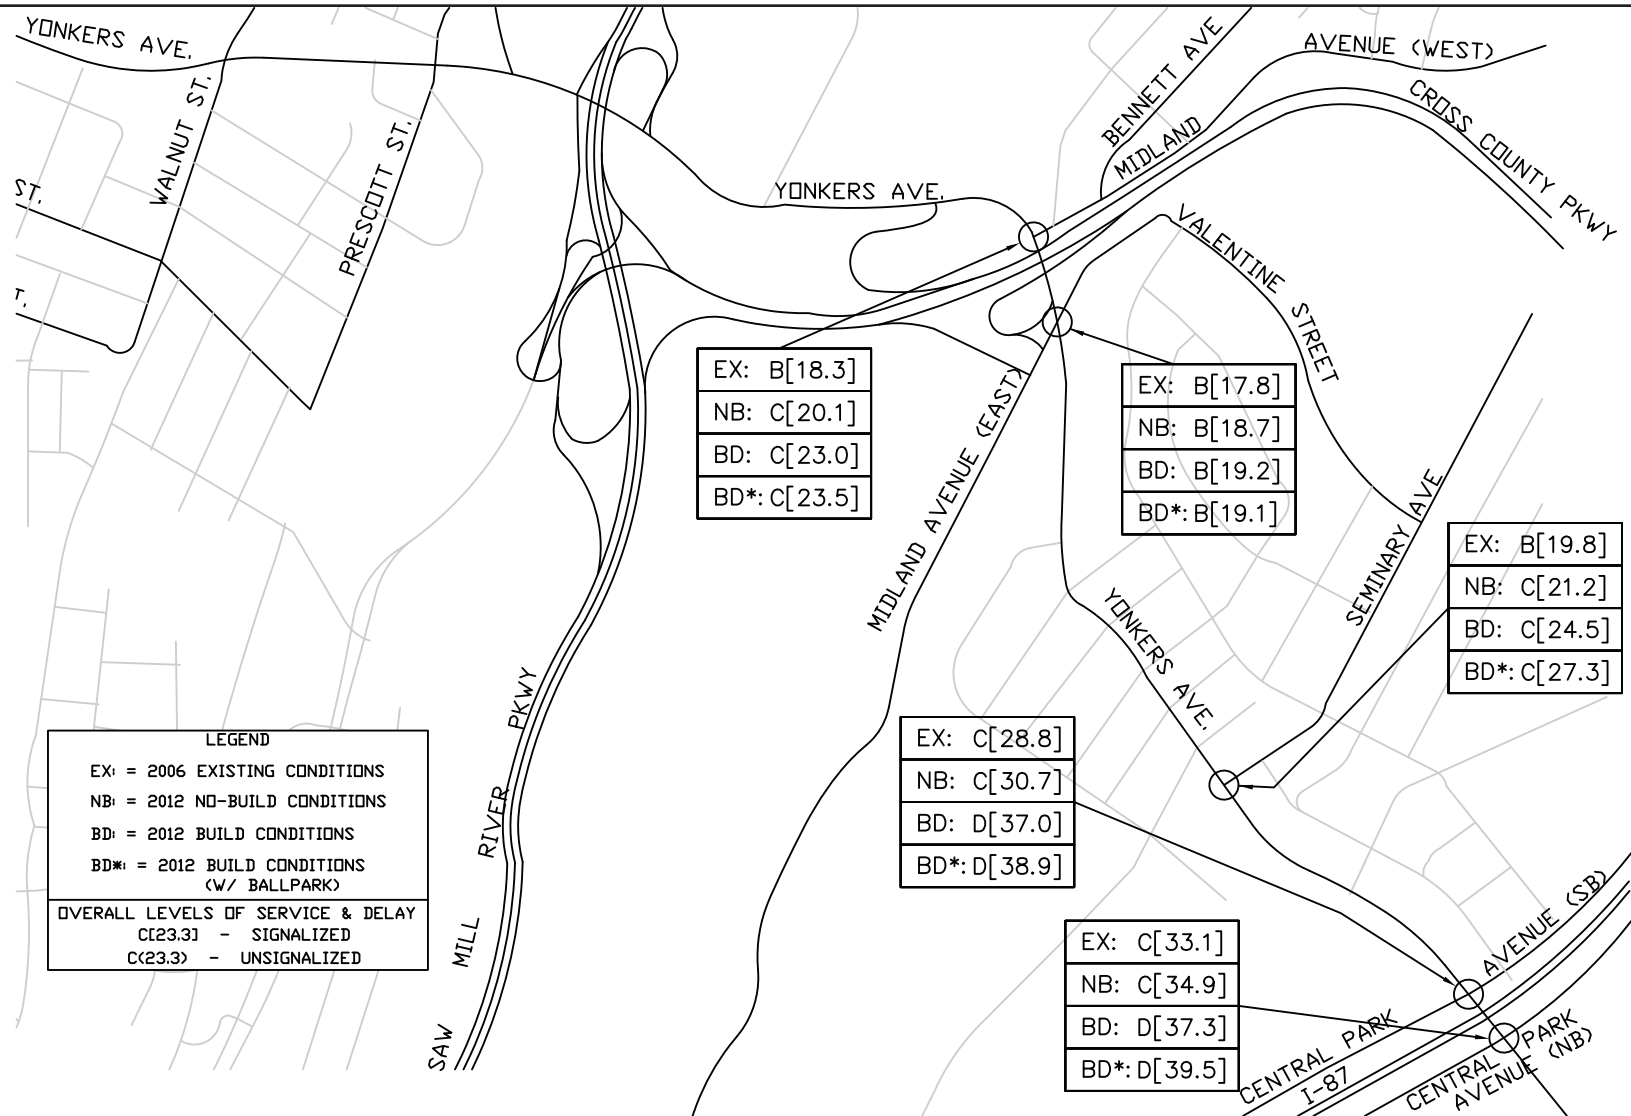 YONKERS AVE.
WALNUT ST.
PRESCOTT ST.
ST.
T.
YONKERS AVE.
BENNETT AVE
MIDLAND
AVENUE (WEST)
CROSS COUNTY PKWY
VALENTINE
STREET
MIDLAND AVENUE (EAST)
SEMINARY AVE
YONKERS AVE.
EX: B[18.3]
NB: C[20.1]
BD: C[23.0]
BD*: C[23.5]
EX: B[17.8]
NB: B[18.7]
BD: B[19.2]
BD*: B[19.1]
EX: B[19.8]
NB: C[21.2]
BD: C[24.5]
BD*: C[27.3]
EX: C[28.8]
NB: C[30.7]
BD: D[37.0]
BD*: D[38.9]
EX: C[33.1]
NB: C[34.9]
BD: D[37.3]
BD*: D[39.5]
SAW MILL RIVER PKWY
CENTRAL PARK AVENUE (SB)
I-87
CENTRAL PARK
AVENUE (NB)
LEGEND
EX: = 2006 EXISTING CONDITIONS
NB: = 2012 NO-BUILD CONDITIONS
BD: = 2012 BUILD CONDITIONS
BD*: = 2012 BUILD CONDITIONS
(W/ BALLPARK)
OVERALL LEVELS OF SERVICE & DELAY
C[23.3] - SIGNALIZED
C(23.3) - UNSIGNALIZED